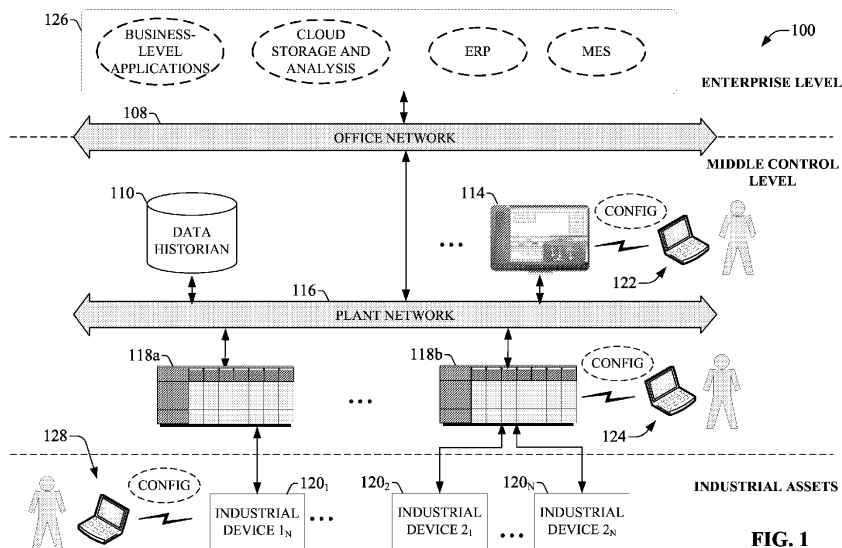 126
BUSINESS-
LEVEL
APPLICATIONS
CLOUD
STORAGE AND
ANALYSIS
ERP
MES
100
ENTERPRISE LEVEL
108
OFFICE NETWORK
MIDDLE CONTROL
LEVEL
110
DATA
HISTORIAN
114
CONFIG
122
116
PLANT NETWORK
118a
118b
CONFIG
124
128
CONFIG
120₁
INDUSTRIAL
DEVICE 1N
120₂
INDUSTRIAL
DEVICE 2₁
120N
INDUSTRIAL
DEVICE 2N
INDUSTRIAL ASSETS
FIG. 1